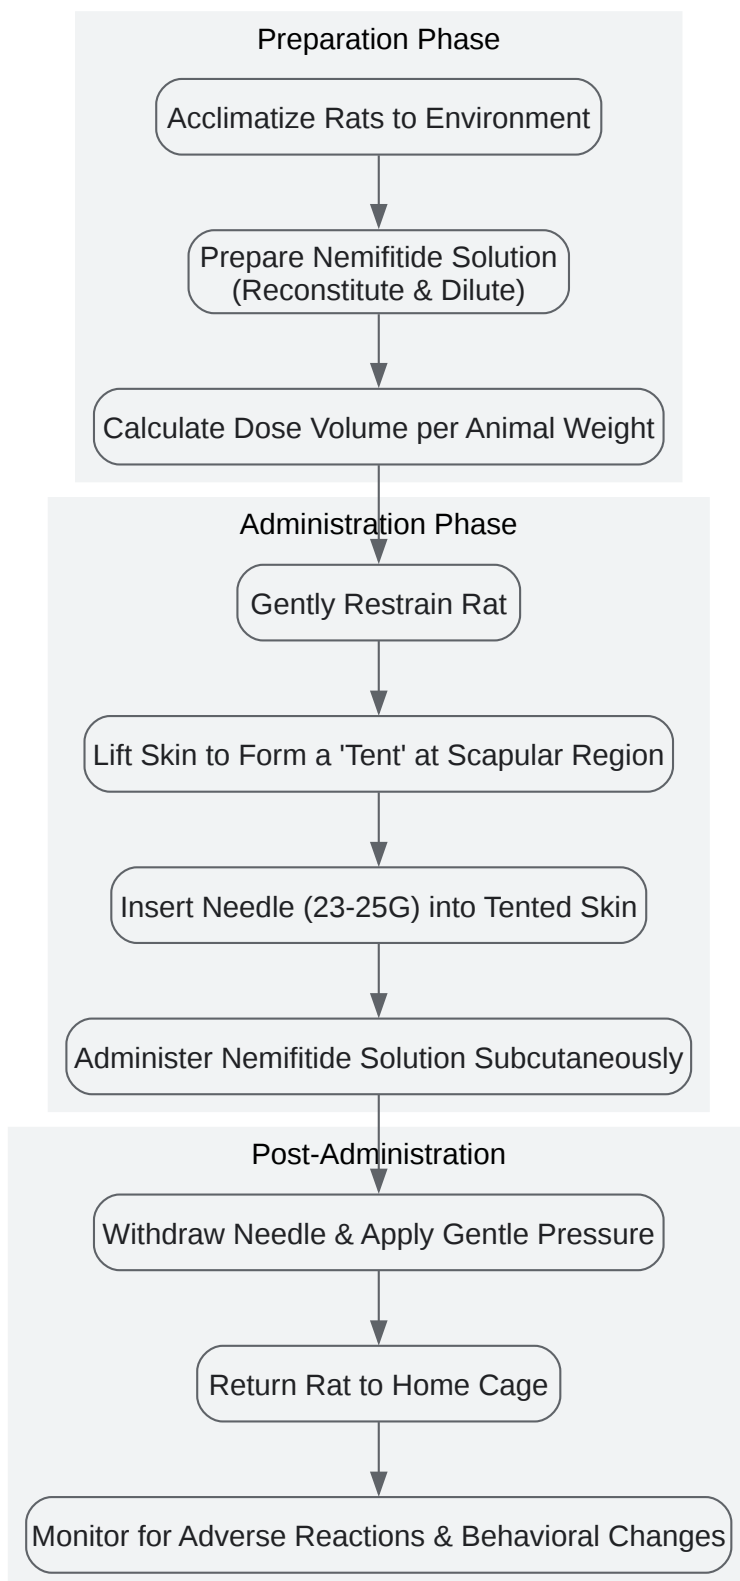 Preparation Phase
Acclimatize Rats to Environment
Prepare Nemifitide Solution
(Reconstitute & Dilute)
Calculate Dose Volume per Animal Weight
Administration Phase
Gently Restrain Rat
Lift Skin to Form a 'Tent' at Scapular Region
Insert Needle (23-25G) into Tented Skin
Administer Nemifitide Solution Subcutaneously
Post-Administration
Withdraw Needle & Apply Gentle Pressure
Return Rat to Home Cage
Monitor for Adverse Reactions & Behavioral Changes